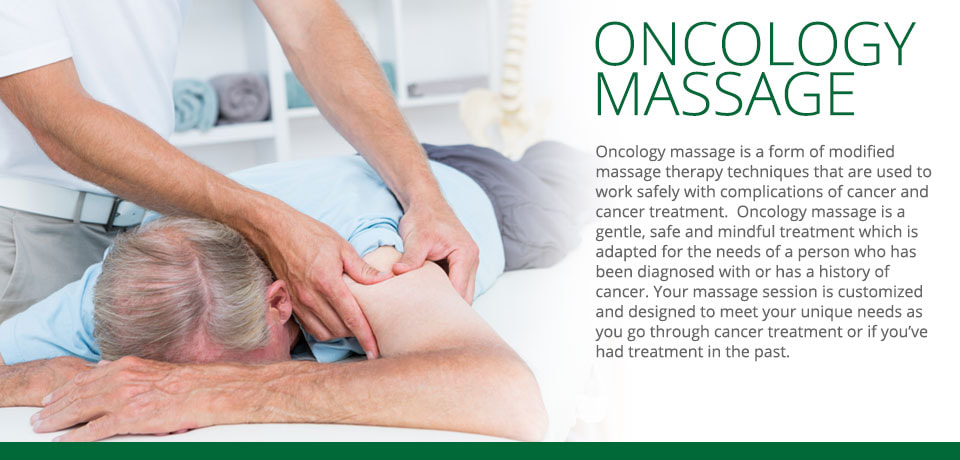 ONCOLOGY
MASSAGE
Oncology massage is a form of modified
massage therapy techniques that are used to
work safely with complications of cancer and
cancer treatment.  Oncology massage is a
gentle, safe and mindful treatment which is
adapted for the needs of a person who has
been diagnosed with or has a history of
cancer. Your massage session is customized
and designed to meet your unique needs as
you go through cancer treatment or if you’ve
had treatment in the past.